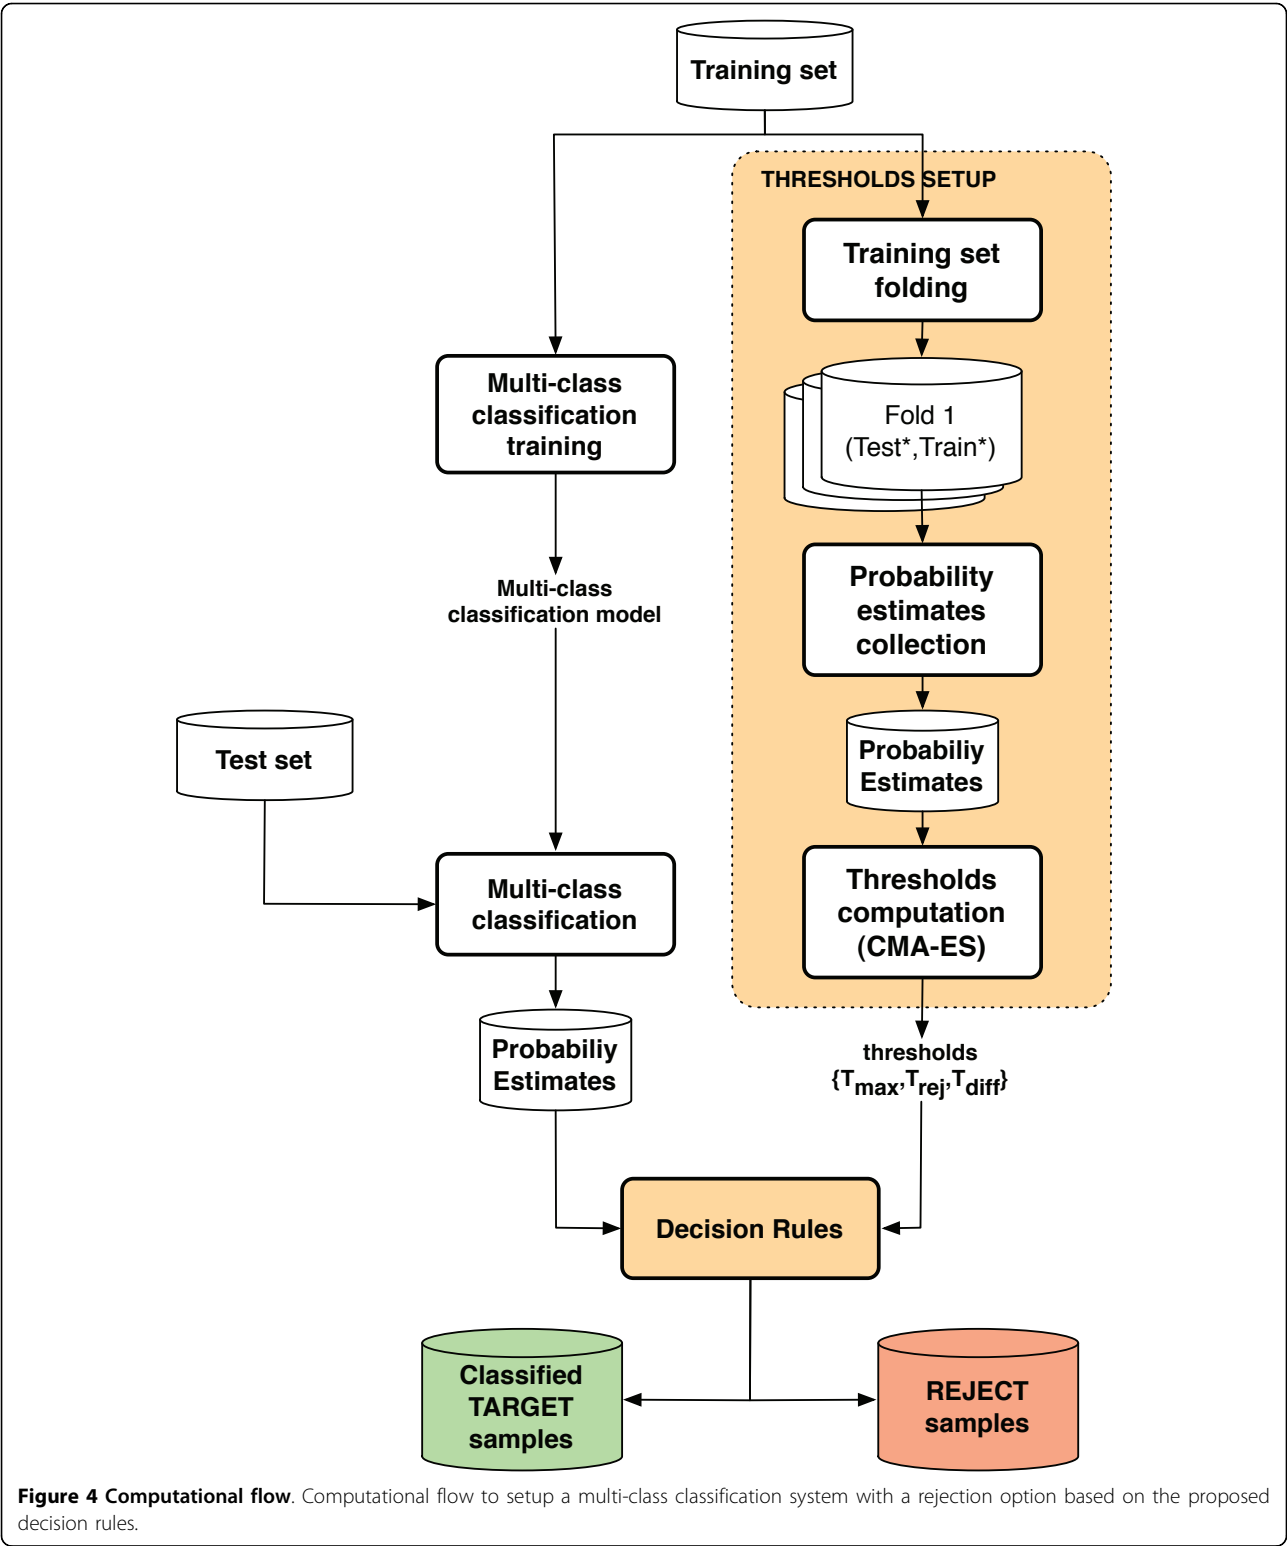 Training set
THRESHOLDS SETUP
Training set
folding
Multi-class
classification
training
Fold 1
(Test*,Train*)
Multi-class
classification model
Probability
estimates
collection
Test set
Probabiliy
Estimates
Multi-class
classification
Thresholds
computation
(CMA-ES)
Probabiliy
Estimates
thresholds
{Tmax,Trej,Tdiff}
Decision Rules
Classified
TARGET
samples
REJECT
samples
Figure 4 Computational flow. Computational flow to setup a multi-class classification system with a rejection option based on the proposed
decision rules.